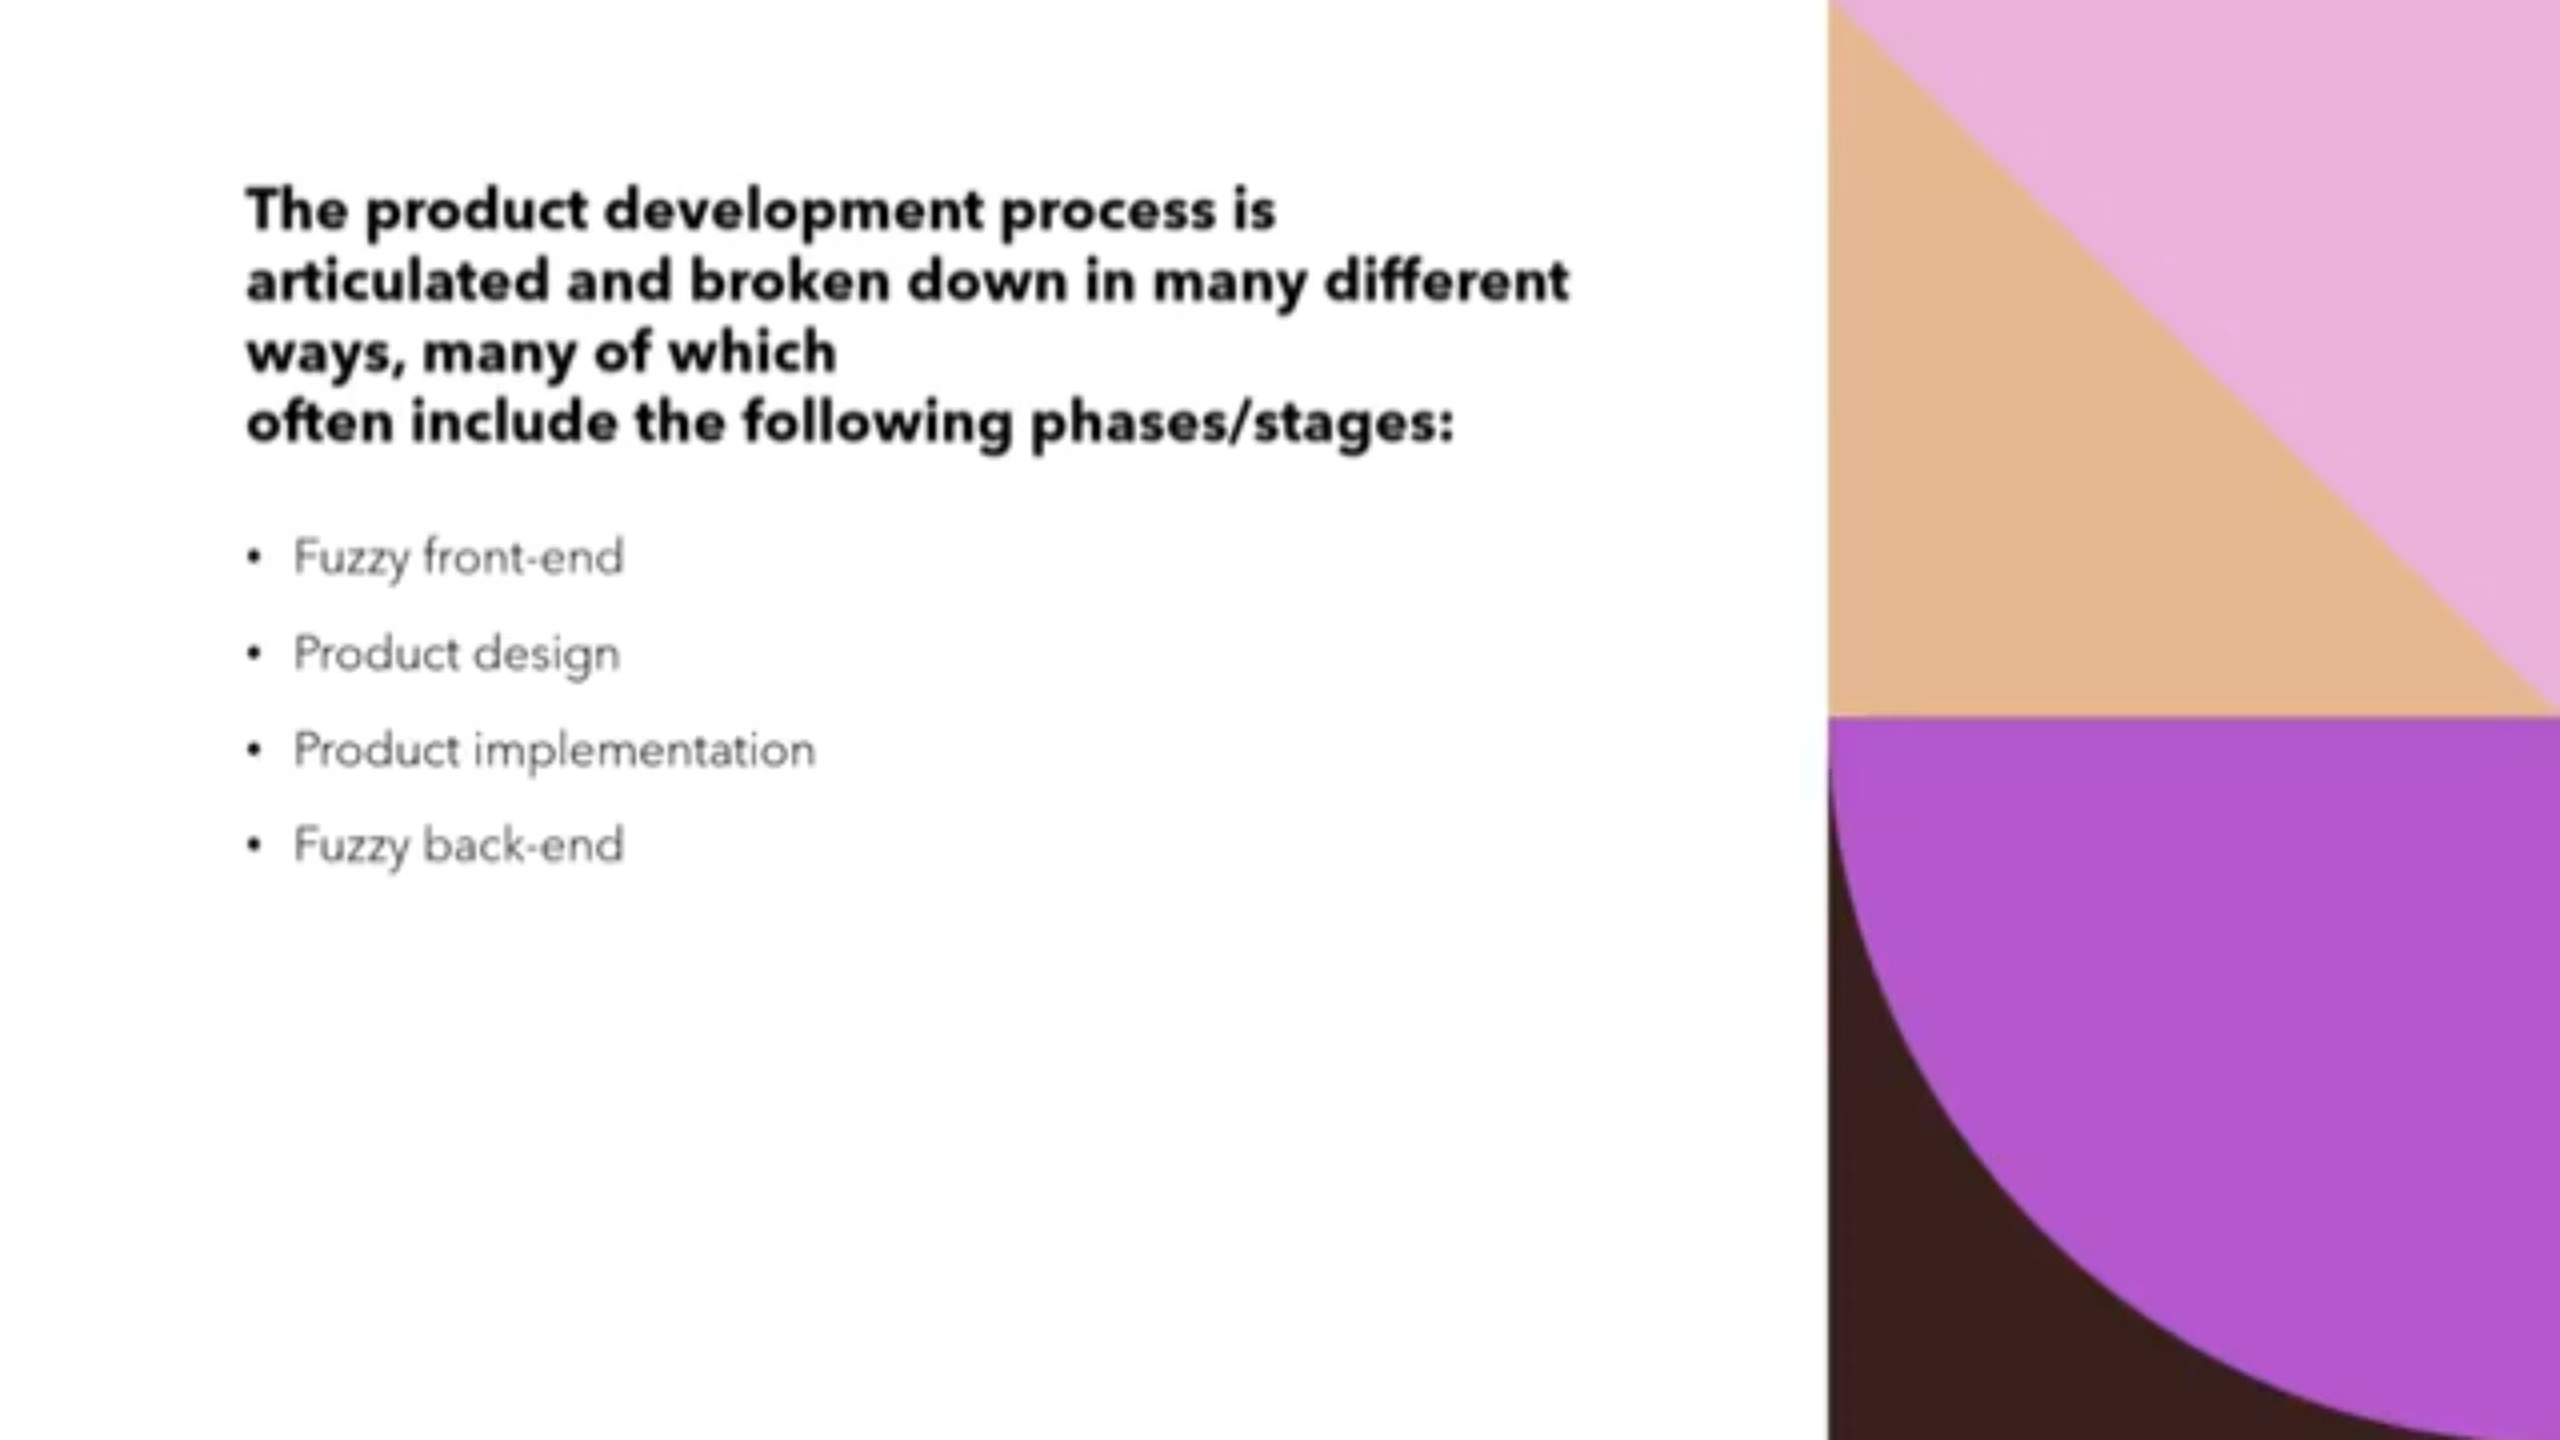 The product development process is
articulated and broken down in many different
ways, many of which
often include the following phases/stages:
• Fuzzy front-end
• Product design
• Product implementation
• Fuzzy back-end